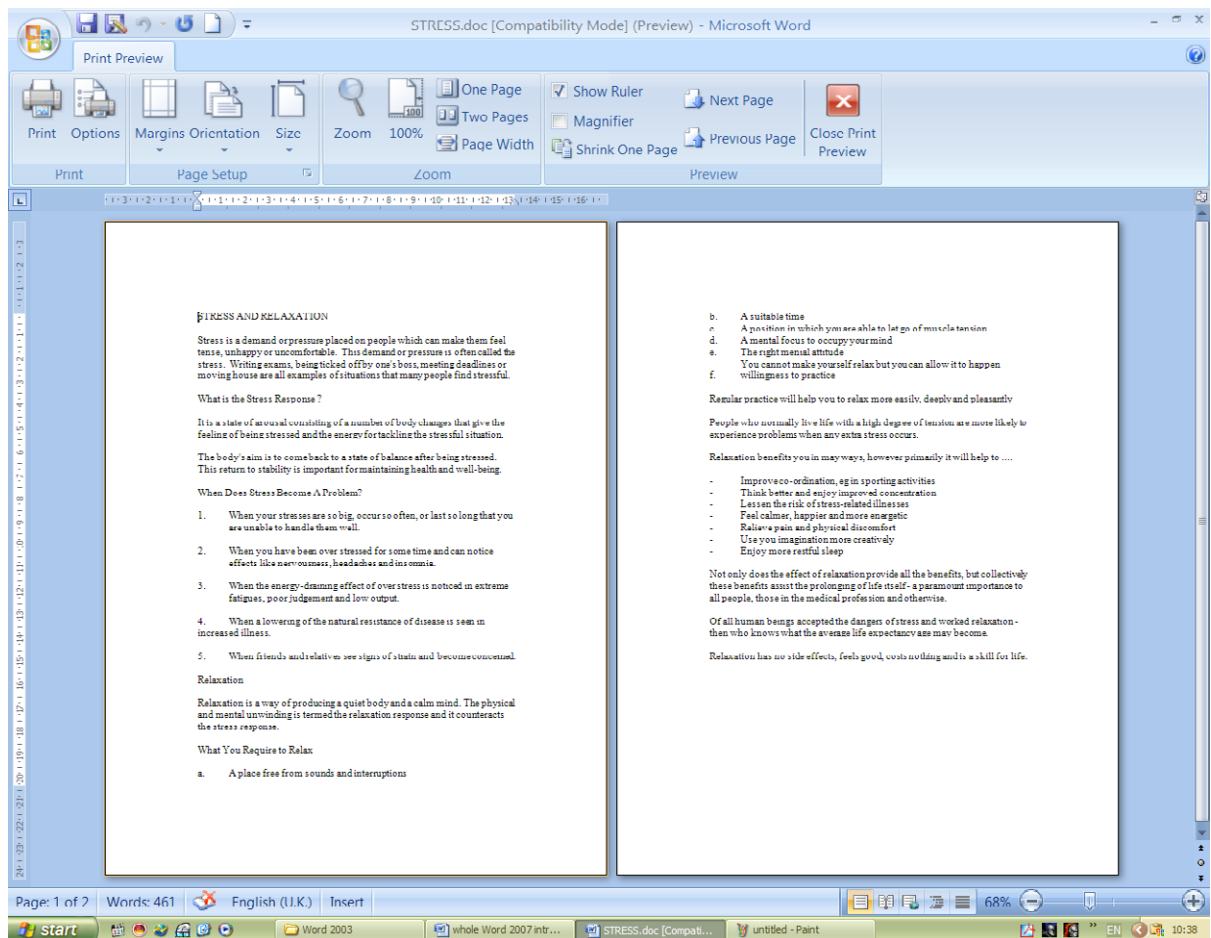 STRESS.doc [Compatibility Mode] (Preview) - Microsoft Word
Print Preview
Print
Options
Margins
Orientation
Size
Zoom
100%
One Page
Two Pages
Page Width
Show Ruler
Magnifier
Shrink One Page
Next Page
Previous Page
Close Print
Preview
Print
Page Setup
Zoom
Preview
STRESS AND RELAXATION
Stress is a demand or pressure placed on people which can make them feel
tense, unhappy or uncomfortable. This demand or pressure is often called the
stress. Writing exams, being ticked off by one's boss, meeting deadlines or
moving house are all examples of situations that many people find stressful.
What is the Stress Response ?
It is a state of arousal consisting of a number of body changes that give the
feeling of being stressed and the energy for tackling the stressful situation.
The body's aim is to come back to a state of balance after being stressed.
This return to stability is important for maintaining health and well-being.
When Does Stress Become A Problem?
1. When your stresses are so big, occur so often, or last so long that you
are unable to handle them well.
2. When you have been over stressed for some time and can notice
effects like nervousness, headaches and insomnia.
3. When the energy-draining effect of over stress is noticed in extreme
fatigues, poor judgement and low output.
4. When a lowering of the natural resistance of disease is seen in
increased illness.
5. When friends and relatives see signs of strain and become concerned.
Relaxation
Relaxation is a way of producing a quiet body and a calm mind. The physical
and mental unwinding is termed the relaxation response and it counteracts
the stress response.
What You Require to Relax
a. A place free from sounds and interruptions
b. A suitable time
c. A position in which you are able to let go of muscle tension
d. A mental focus to occupy your mind
e. The right mental attitude
You cannot make yourself relax but you can allow it to happen
f. willingness to practice
Regular practice will help you to relax more easily, deeply and pleasantly
People who normally live life with a high degree of tension are more likely to
experience problems when any extra stress occurs.
Relaxation benefits you in may ways, however primarily it will help to ....
- Improve co-ordination, eg in sporting activities
- Think better and enjoy improved concentration
- Lessen the risk of stress-related illnesses
- Feel calmer, happier and more energetic
- Relieve pain and physical discomfort
- Use you imagination more creatively
- Enjoy more restful sleep
Not only does the effect of relaxation provide all the benefits, but collectively
these benefits assist the prolonging of life itself - a paramount importance to
all people, those in the medical profession and otherwise.
Of all human beings accepted the dangers of stress and worked relaxation -
then who knows what the average life expectancy age may become.
Relaxation has no side effects, feels good, costs nothing and is a skill for life.
Page: 1 of 2 Words: 461 English (U.K.) Insert 68%
start Word 2003 whole Word 2007 intr... STRESS.doc [Compati... untitled - Paint EN 10:38